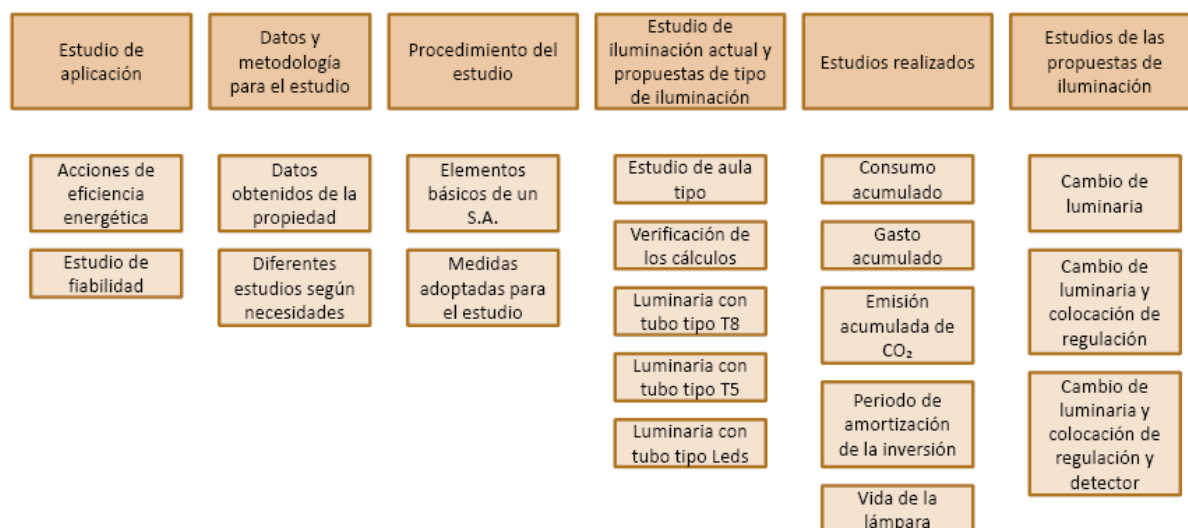 Estudio de
aplicación
Datos y
metodología
para el estudio
Procedimiento del
estudio
Estudio de
iluminación actual y
propuestas de tipo
de iluminación
Estudios realizados
Estudios de las
propuestas de
iluminación
Acciones de
eficiencia
energética
Estudio de
fiabilidad
Datos
obtenidos de la
propiedad
Diferentes
estudios según
necesidades
Elementos
básicos de un
S.A.
Medidas
adoptadas para
el estudio
Estudio de aula
tipo
Verificación de
los cálculos
Luminaria con
tubo tipo T8
Luminaria con
tubo tipo T5
Luminaria con
tubo tipo Leds
Consumo
acumulado
Gasto
acumulado
Emisión
acumulada de
CO₂
Periodo de
amortización
de la inversión
Vida de la
lámpara
Cambio de
luminaria
Cambio de
luminaria y
colocación de
regulación
Cambio de
luminaria y
colocación de
regulación y
detector